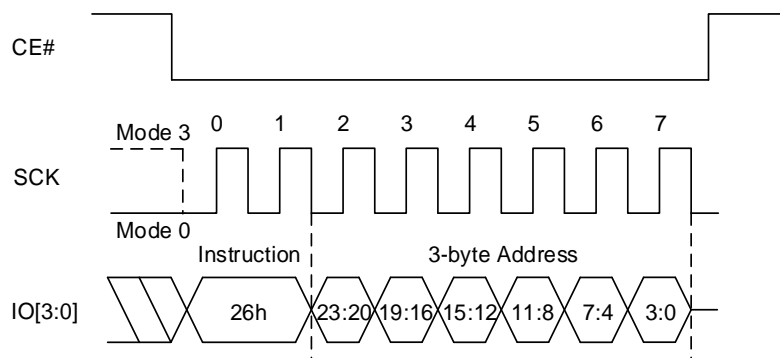 CE#
0 1 2 3 4 5 6 7
Mode 3
SCK
Mode 0
Instruction 3-byte Address
IO[3:0] 26h 23:20 19:16 15:12 11:8 7:4 3:0